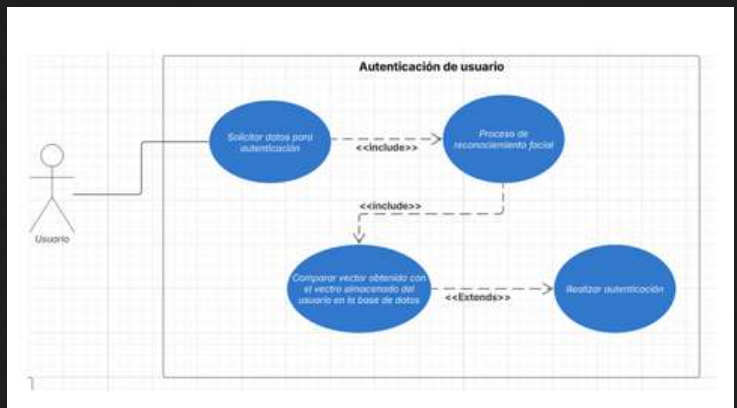 Autenticación de usuario
Solicitar datos para
autenticación
<<include>>
Proceso de
reconociemiento facial
<<include>>
Usuario
Comparar vector obtenido con
el vectro almacenado del
usuario en la base de datos
<<Extends>>
Realizar autenticación